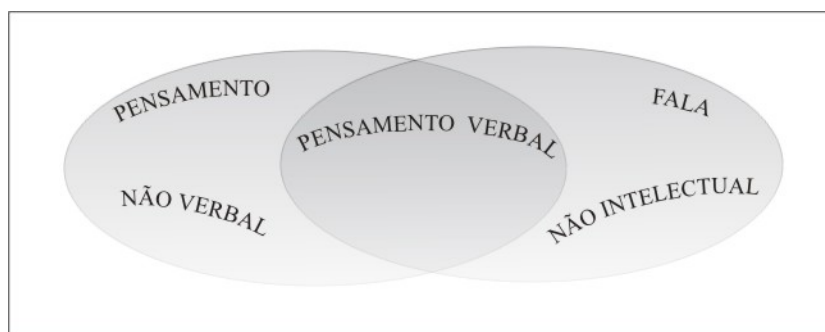 PENSAMENTO
NÃO VERBAL
PENSAMENTO VERBAL
FALA
NÃO INTELECTUAL